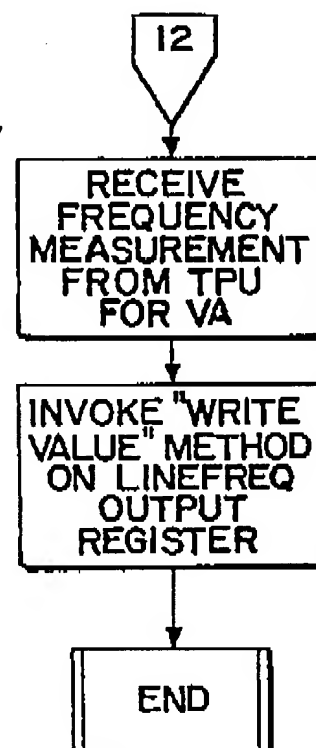 12
RECEIVE
FREQUENCY
MEASUREMENT
FROM TPU
FOR VA
INVOKE "WRITE
VALUE" METHOD
ON LINEFREQ
OUTPUT
REGISTER
END